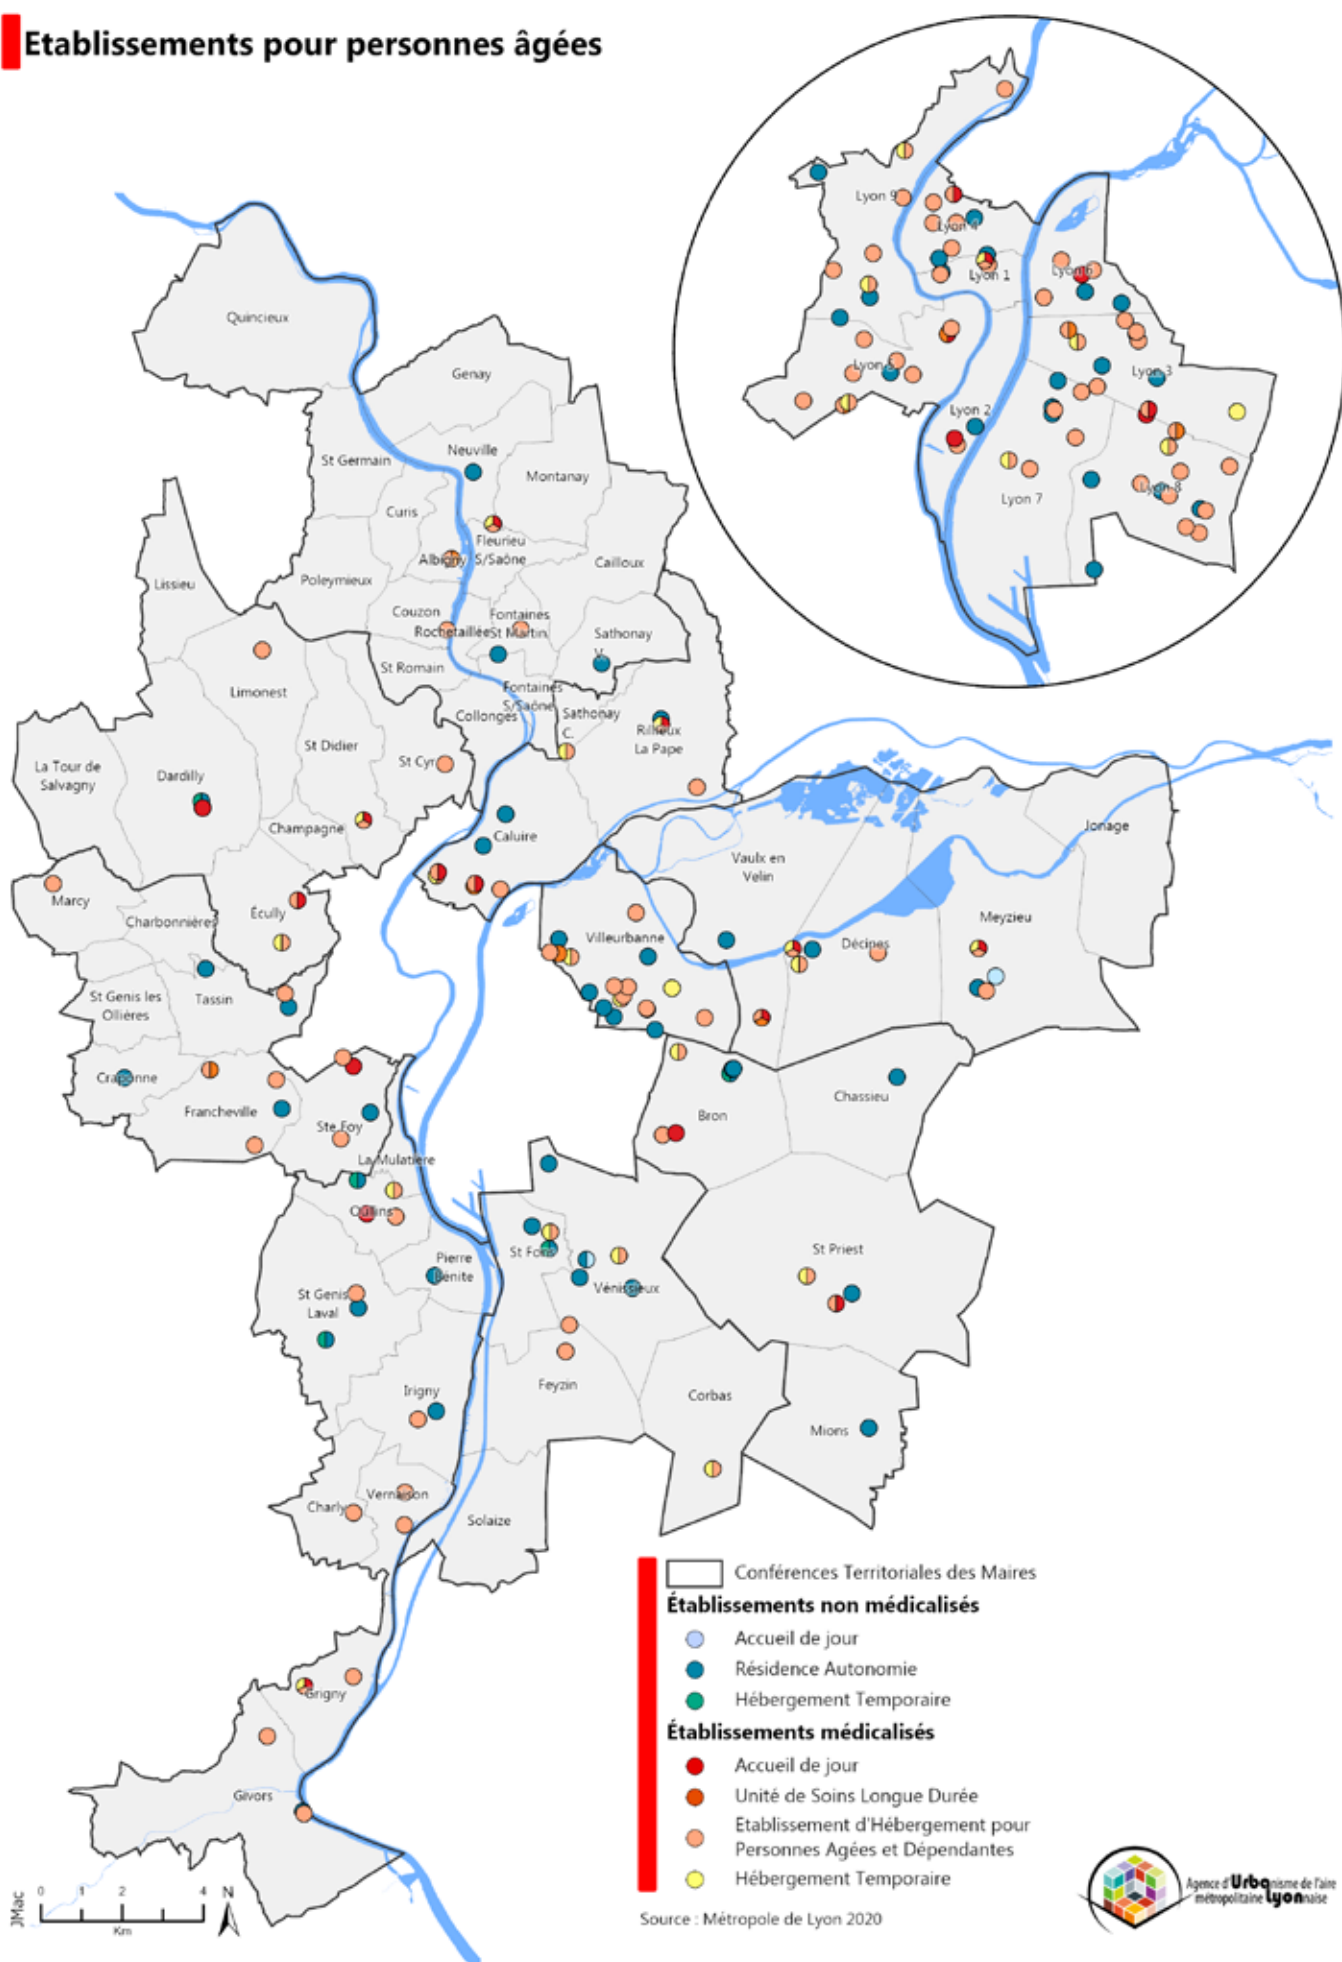 Etablissements pour personnes âgées
Lyon 9
Lyon 4
Lyon 1
Lyon 6
Lyon 5
Lyon 3
Lyon 2
Lyon 8
Lyon 7
Quincieux
Genay
Neuville
St Germain
Montanay
Curis
Fleurieu
S/Saône
Albigny
Cailloux
Poleymieux
Lissieu
Couzon
Fontaines
St Martin
Rochetaillée
Sathonay
V.
St Romain
Limonest
Fontaines
S/Saône
Collonges
Sathonay
C.
Rillieux
La Pape
St Didier
St Cyr
La Tour de
Salvagny
Dardilly
Champagne
Caluire
Jonage
Vaulx en
Velin
Marcy
Écully
Charbonnières
Meyzieu
Villeurbanne
Décines
St Genis les
Ollières
Tassin
Craponne
Francheville
Ste Foy
Chassieu
Bron
La Mulatière
Oullins
St Fons
St Priest
Pierre
Bénite
Vénissieux
St Genis
Laval
Irigny
Feyzin
Corbas
Mions
Charly
Vernaison
Solaize
Grigny
Givors
Conférences Territoriales des Maires
Établissements non médicalisés
Accueil de jour
Résidence Autonomie
Hébergement Temporaire
Établissements médicalisés
Accueil de jour
Unité de Soins Longue Durée
Etablissement d'Hébergement pour
Personnes Agées et Dépendantes
Hébergement Temporaire
Source : Métropole de Lyon 2020
JMac
0 1 2 4
Km
N
Agence d'Urbanisme de l'aire
métropolitaine Lyonnaise